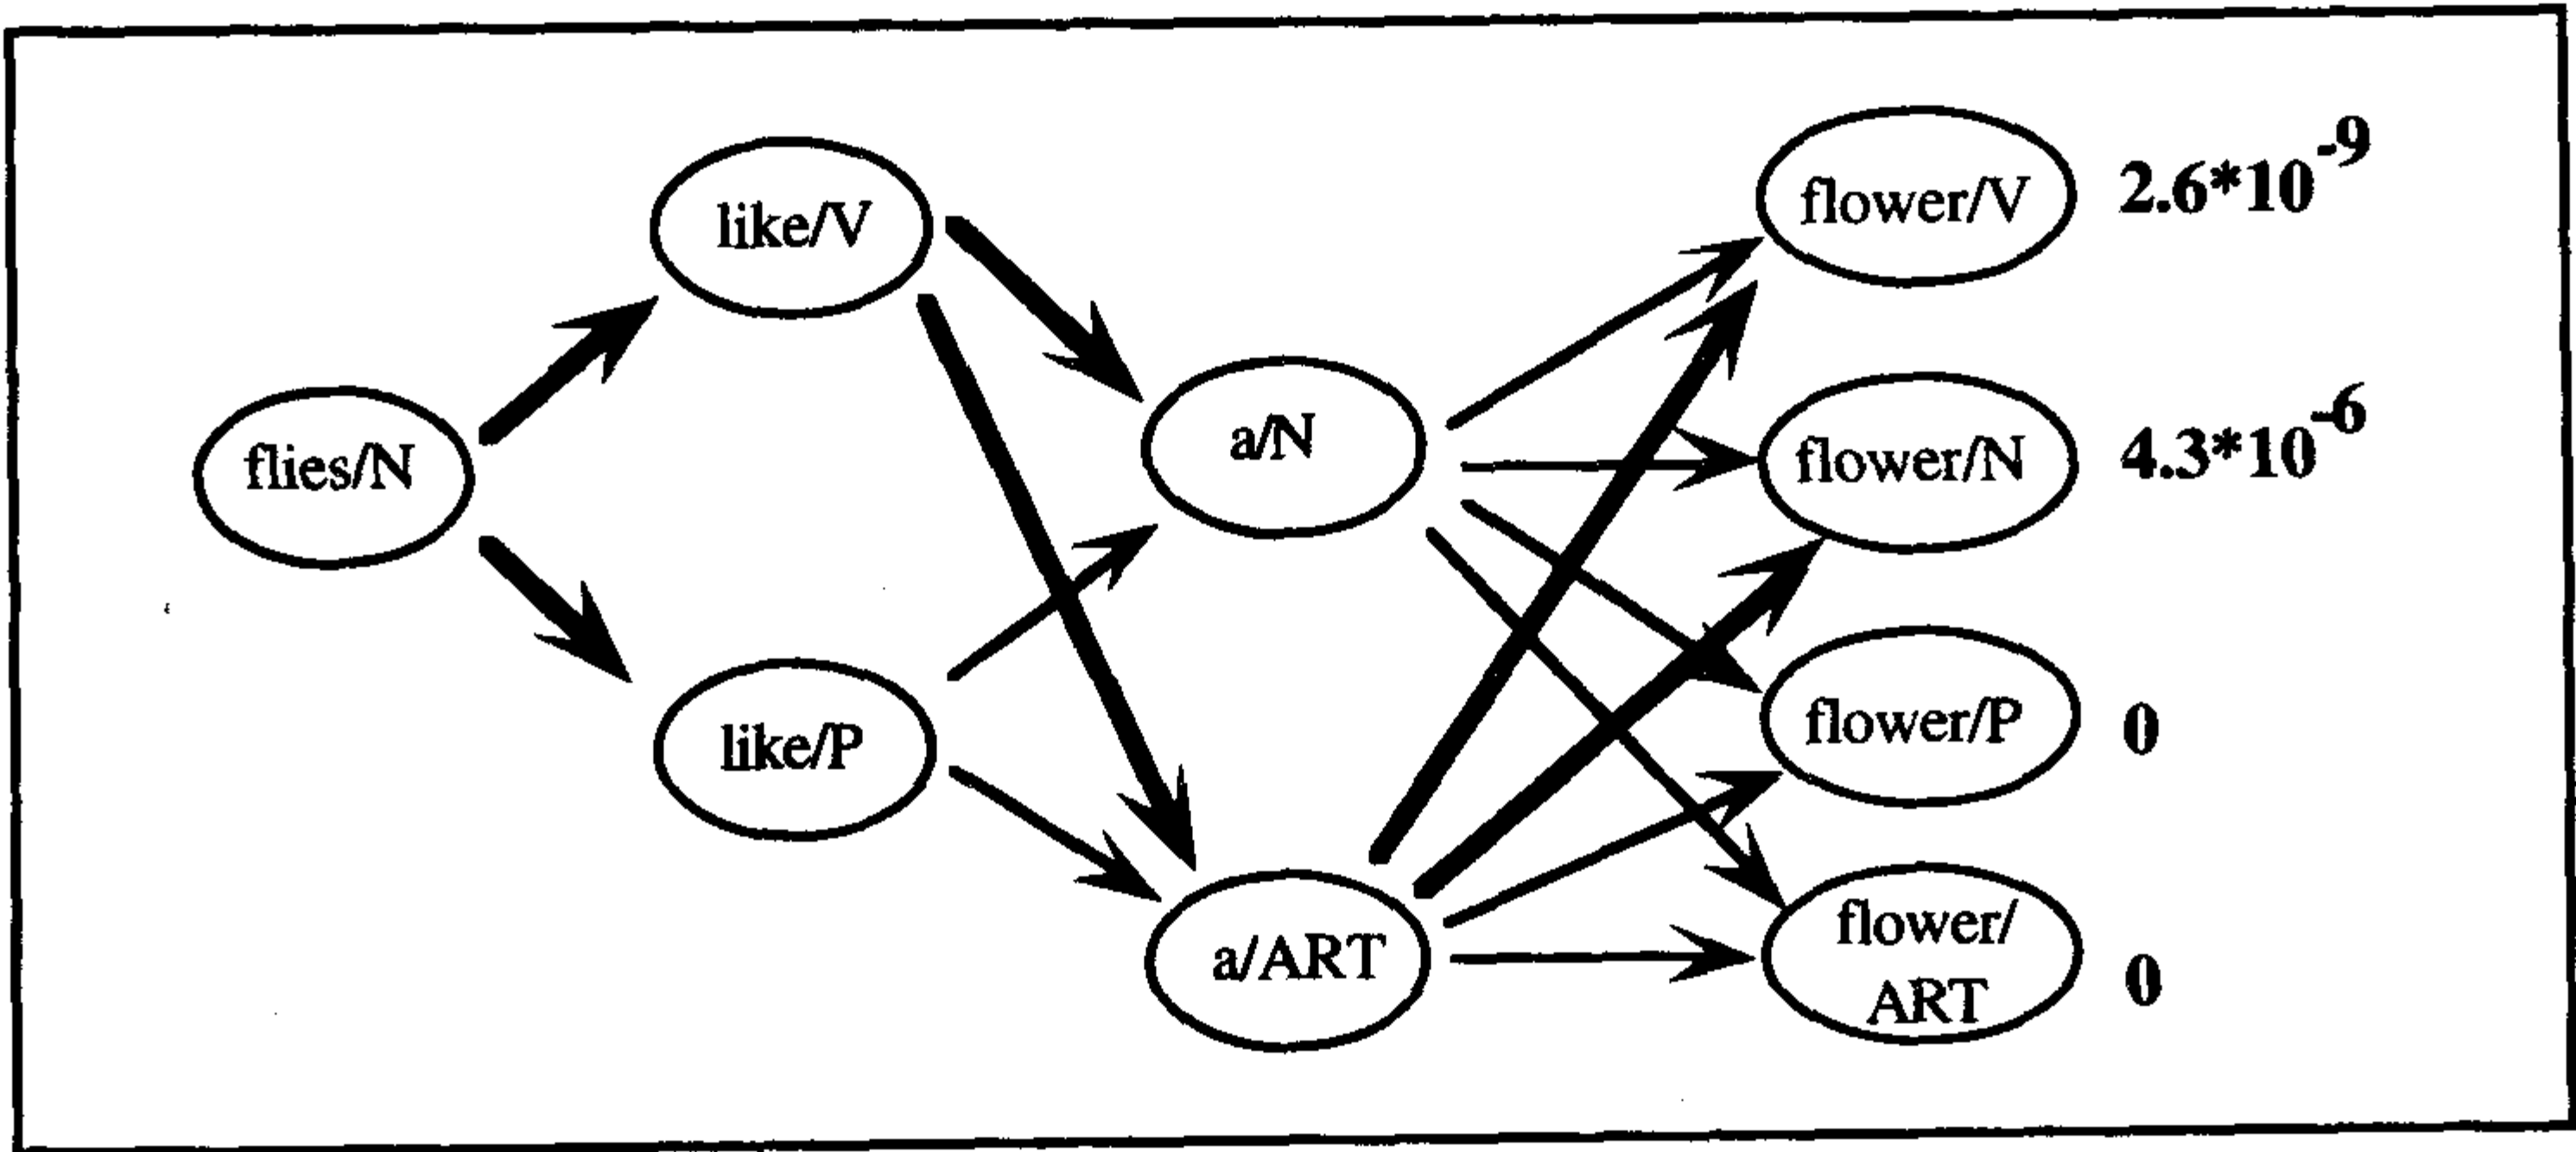 flies/N
like/V
like/P
a/N
a/ART
flower/V 2.6*10^-9
flower/N 4.3*10^-6
flower/P 0
flower/
ART 0